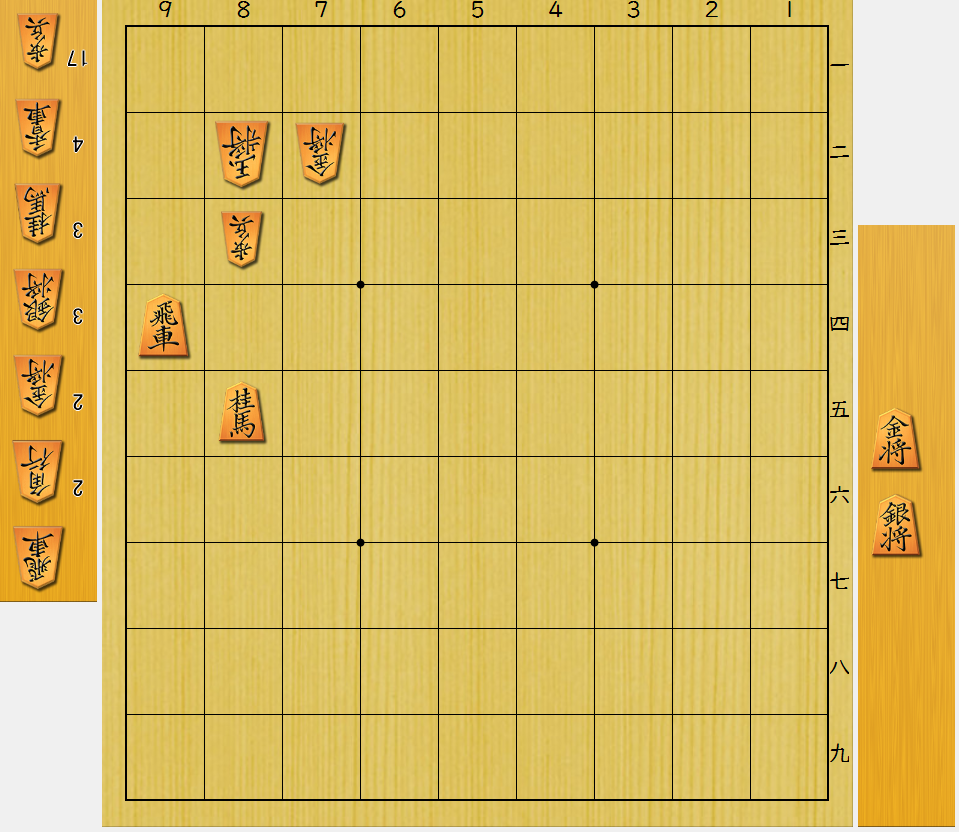 9 8 7 6 5 4 3 2 1
一
二
三
四
五
六
七
八
九
歩兵 17
香車 4
桂馬 3
銀将 3
金将 2
角行 2
飛車
玉将 金将
歩兵
飛車
桂馬
金将
銀将